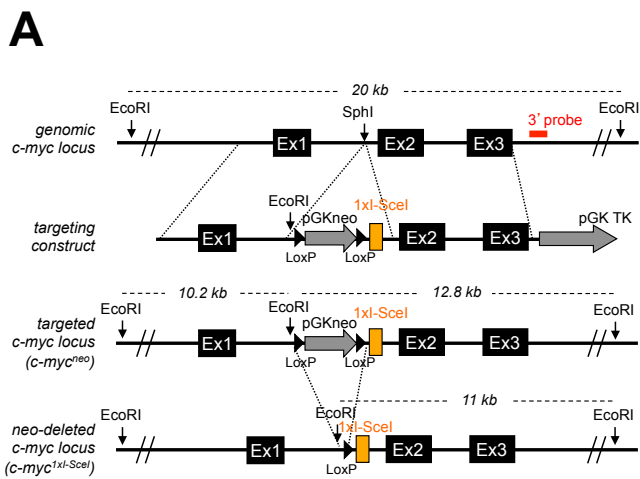 A
20 kb
EcoRI SphI EcoRI
3' probe
genomic
c-myc locus
Ex1 Ex2 Ex3
EcoRI 1xI-SceI
pGKneo pGK TK
targeting
construct
Ex1 Ex2 Ex3
LoxP LoxP
10.2 kb 12.8 kb
EcoRI EcoRI pGKneo 1xI-SceI EcoRI
targeted
c-myc locus
(c-myc^neo)
Ex1 Ex2 Ex3
LoxP LoxP
11 kb
EcoRI EcoRI 1xI-SceI EcoRI
neo-deleted
c-myc locus
(c-myc^1xI-SceI)
Ex1 Ex2 Ex3
LoxP